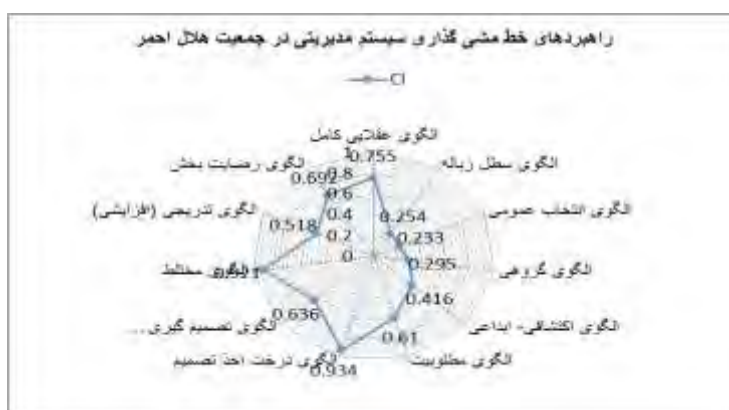 راهبردهای خط مشی گذاری سیستم مدیریتی در جمعیت هلال احمر
CI
الگوی عقلایی کامل
الگوی سطل زباله
الگوی انتخاب عمومی
الگوی گروهی
الگوی اکتشافی- ابداعی
الگوی مطلوبیت
الگوی درخت اخذ تصمیم
الگوی تصمیم گیری...
الگوی مختلط
الگوی تدریجی (افزایشی)
الگوی رضایت بخش
1
0.8
0.6
0.4
0.2
0
0.755
0.254
0.233
0.295
0.416
0.61
0.934
0.636
0.518
0.692